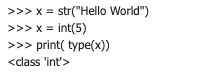 >>> x = str("Hello World")
>>> x = int(5)
>>> print( type(x))
<class 'int'>